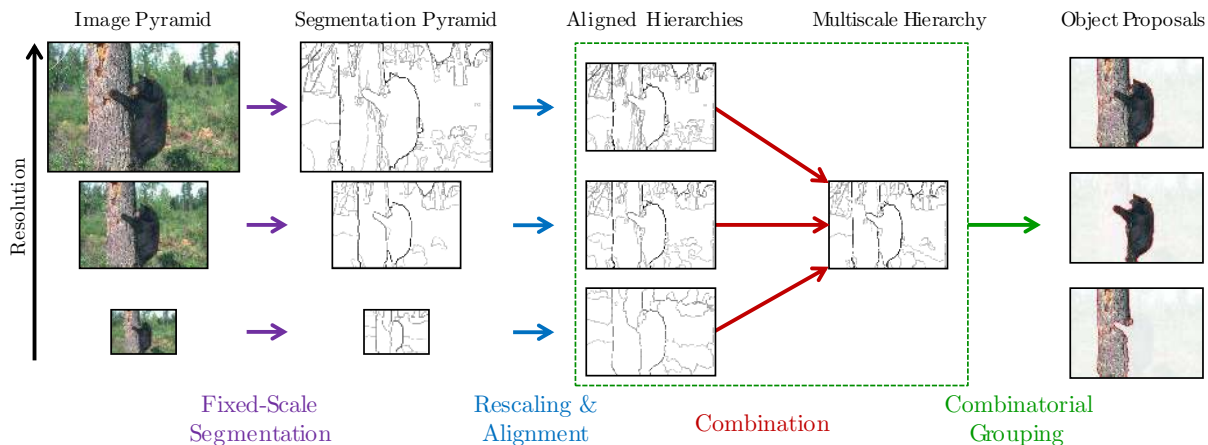 Image Pyramid
Segmentation Pyramid
Aligned Hierarchies
Multiscale Hierarchy
Object Proposals
Resolution
Fixed-Scale
Segmentation
Rescaling &
Alignment
Combination
Combinatorial
Grouping